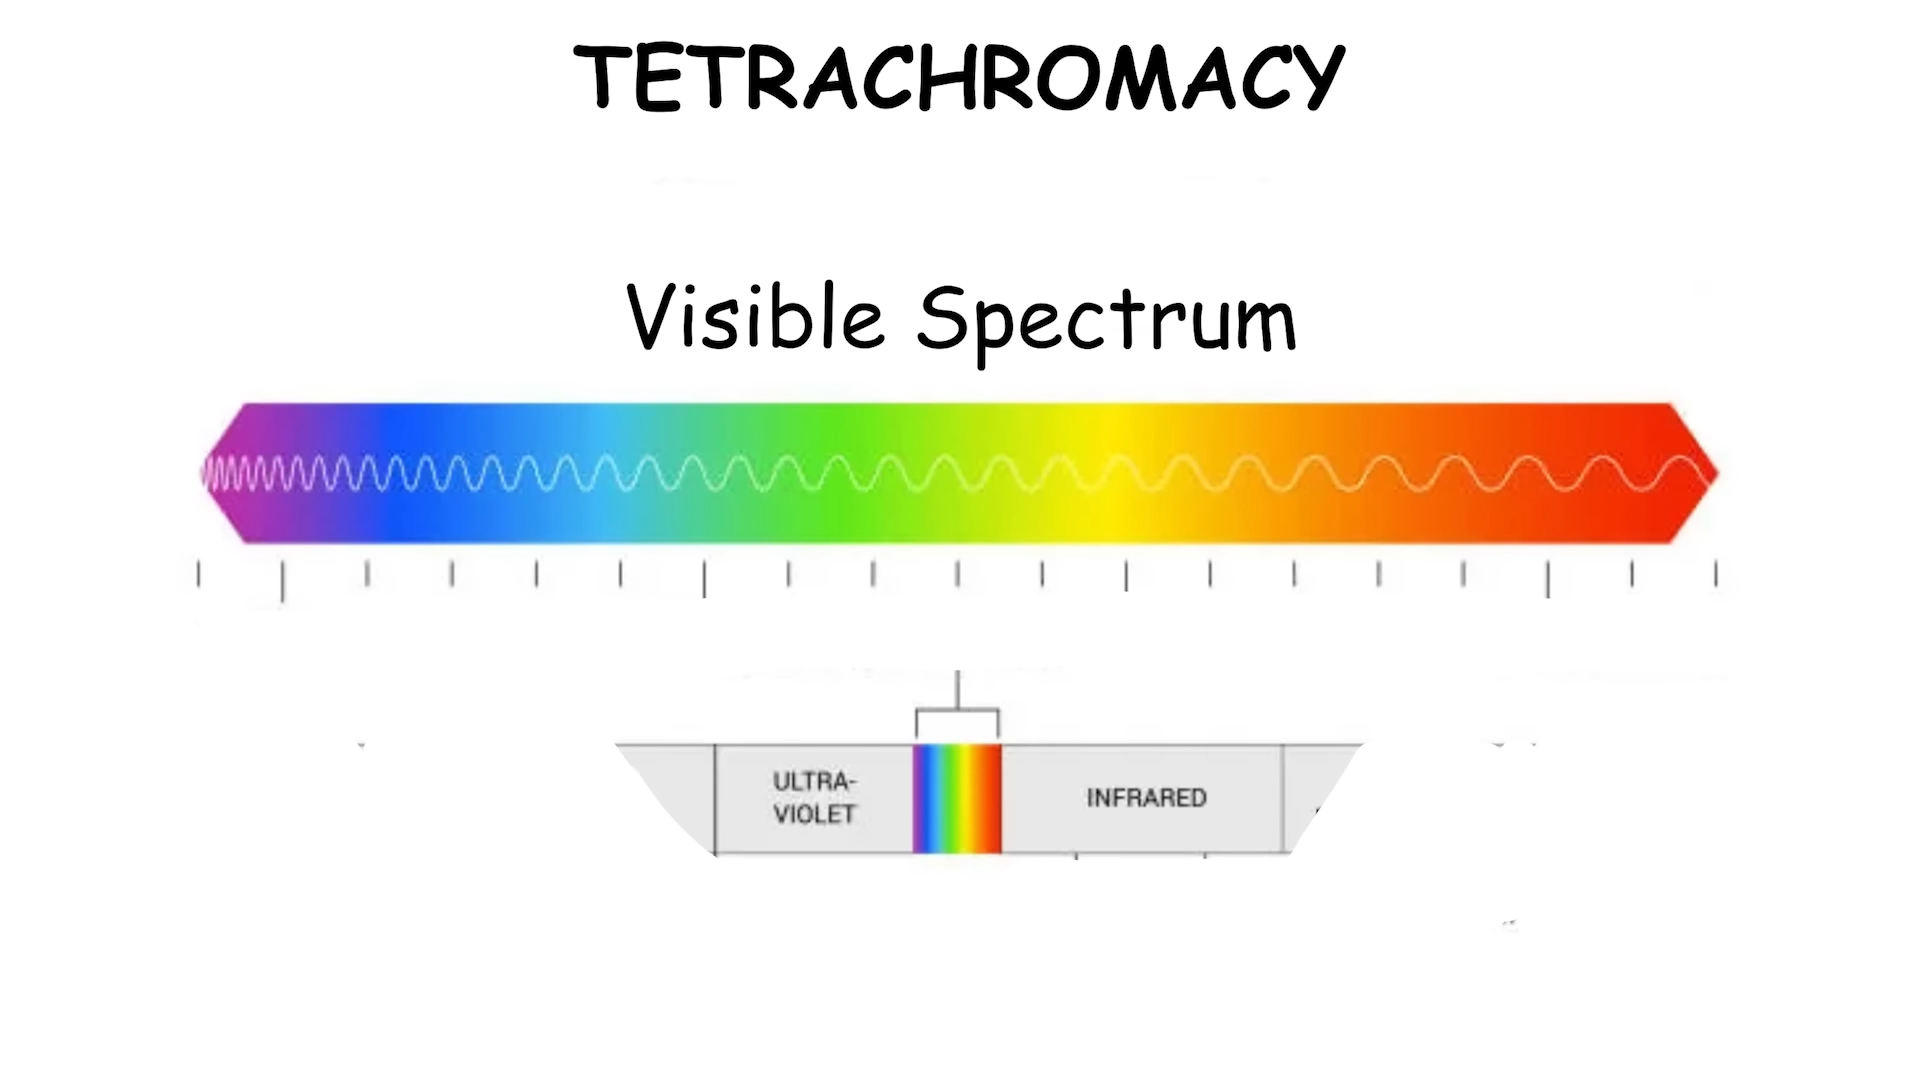 TETRACHROMACY
Visible Spectrum
ULTRA-
VIOLET
INFRARED